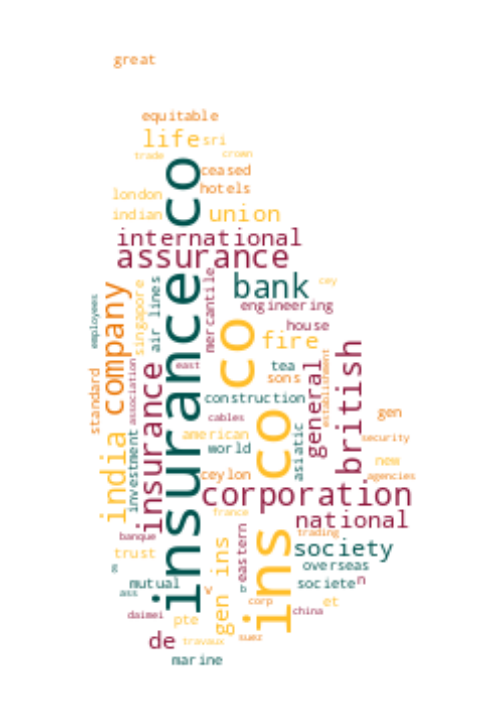 great
equitable
life
sri
trade
crown
ceased
london
hotels
indian
union
international
assurance
insurance co
bank
cey
engineering
mercantile
air lines
singapore
employees
company
house
fire
co
east
tea
sons
standard
association
insurance
construction
establishment
general
british
gen
cables
american
world
asiatic
security
new
agencies
investment
india
ceylon
corporation
france
national
ins co
trading
banque
society
trust
eastern
gen ins
overseas
mutual
societe
n
g
ass
v
b
corp
et
china
daimei
pte
de
travaux
suez
marine